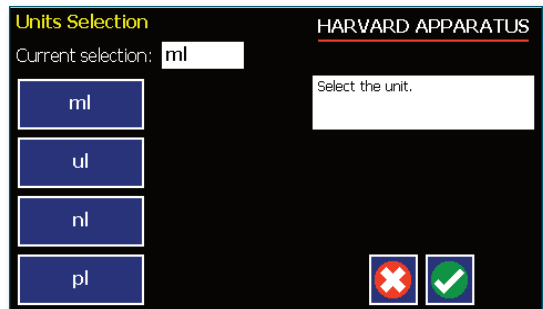 Units Selection
HARVARD APPARATUS
Current selection: ml
Select the unit.
ml
ul
nl
pl